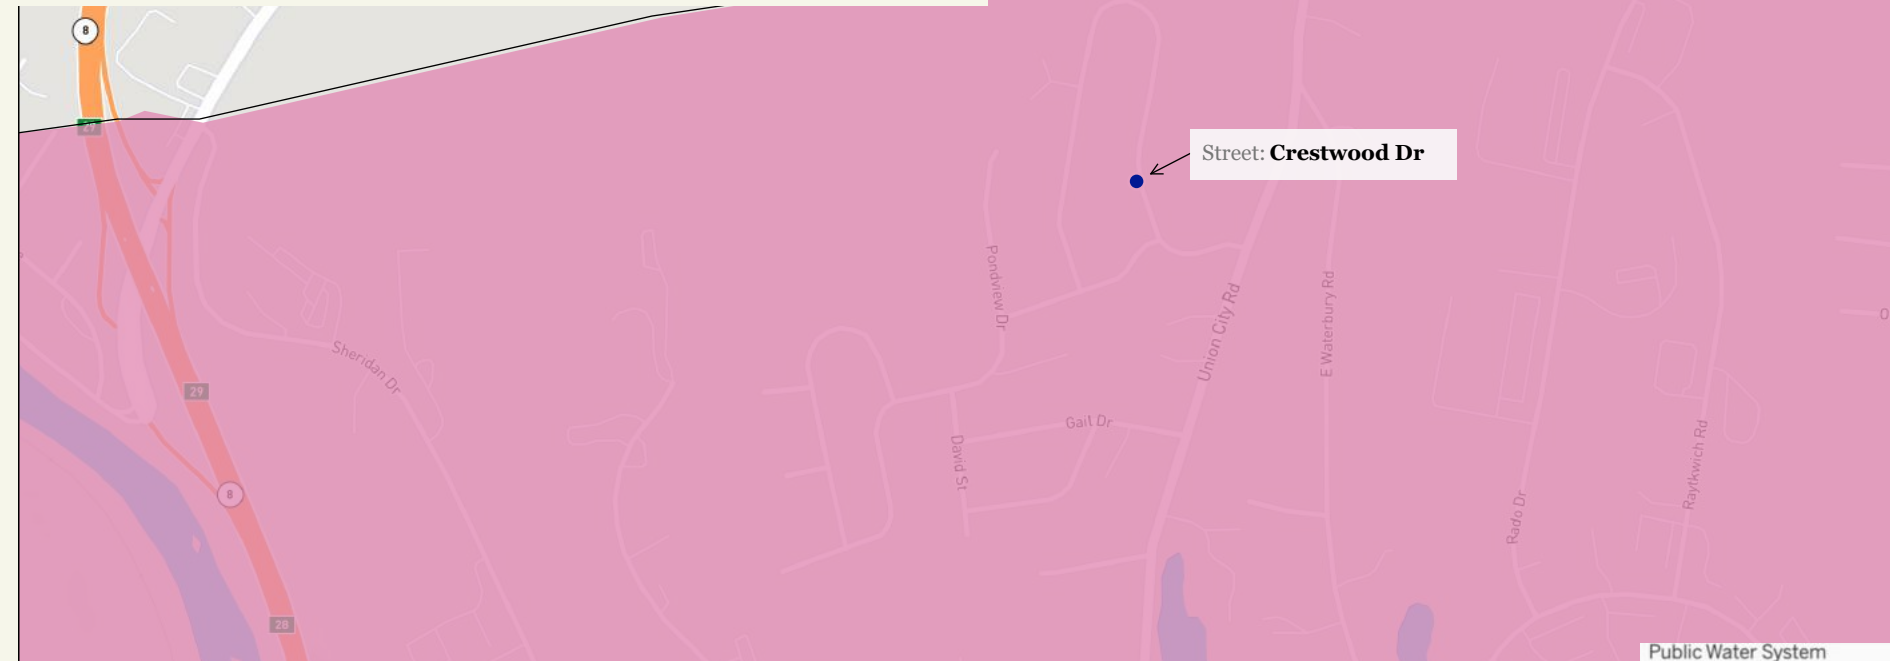 8
27
Street: Crestwood Dr
Pondview Dr
Union City Rd
E Waterbury Rd
Sheridan Dr
29
Gail Dr
David St
Raytkwich Rd
Rado Dr
8
28
Public Water System